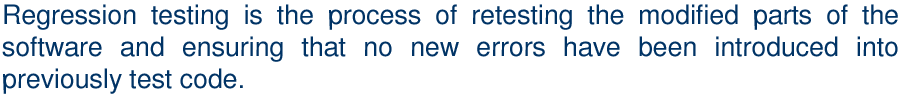 Regression testing is the process of retesting the modified parts of the
software and ensuring that no new errors have been introduced into
previously test code.